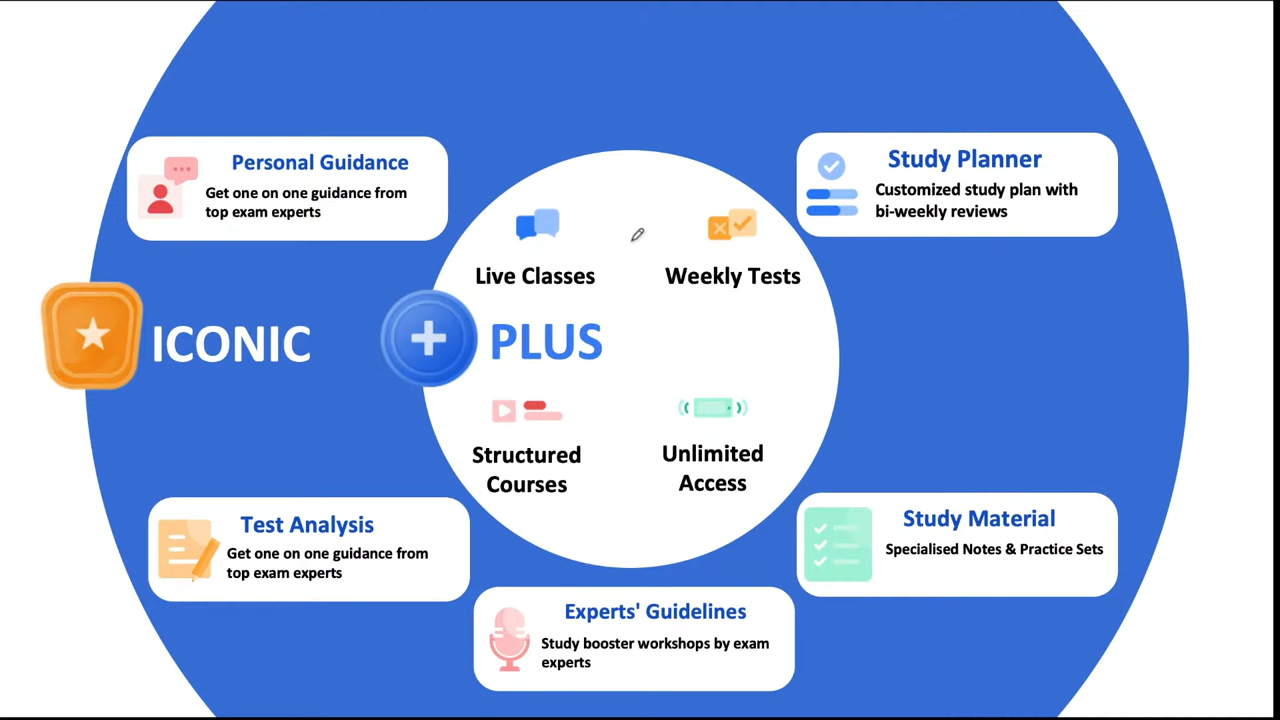 Personal Guidance
Get one on one guidance from
top exam experts
Study Planner
Customized study plan with
bi-weekly reviews
Live Classes
Weekly Tests
ICONIC
PLUS
Structured
Courses
Unlimited
Access
Test Analysis
Get one on one guidance from
top exam experts
Study Material
Specialised Notes & Practice Sets
Experts' Guidelines
Study booster workshops by exam
experts